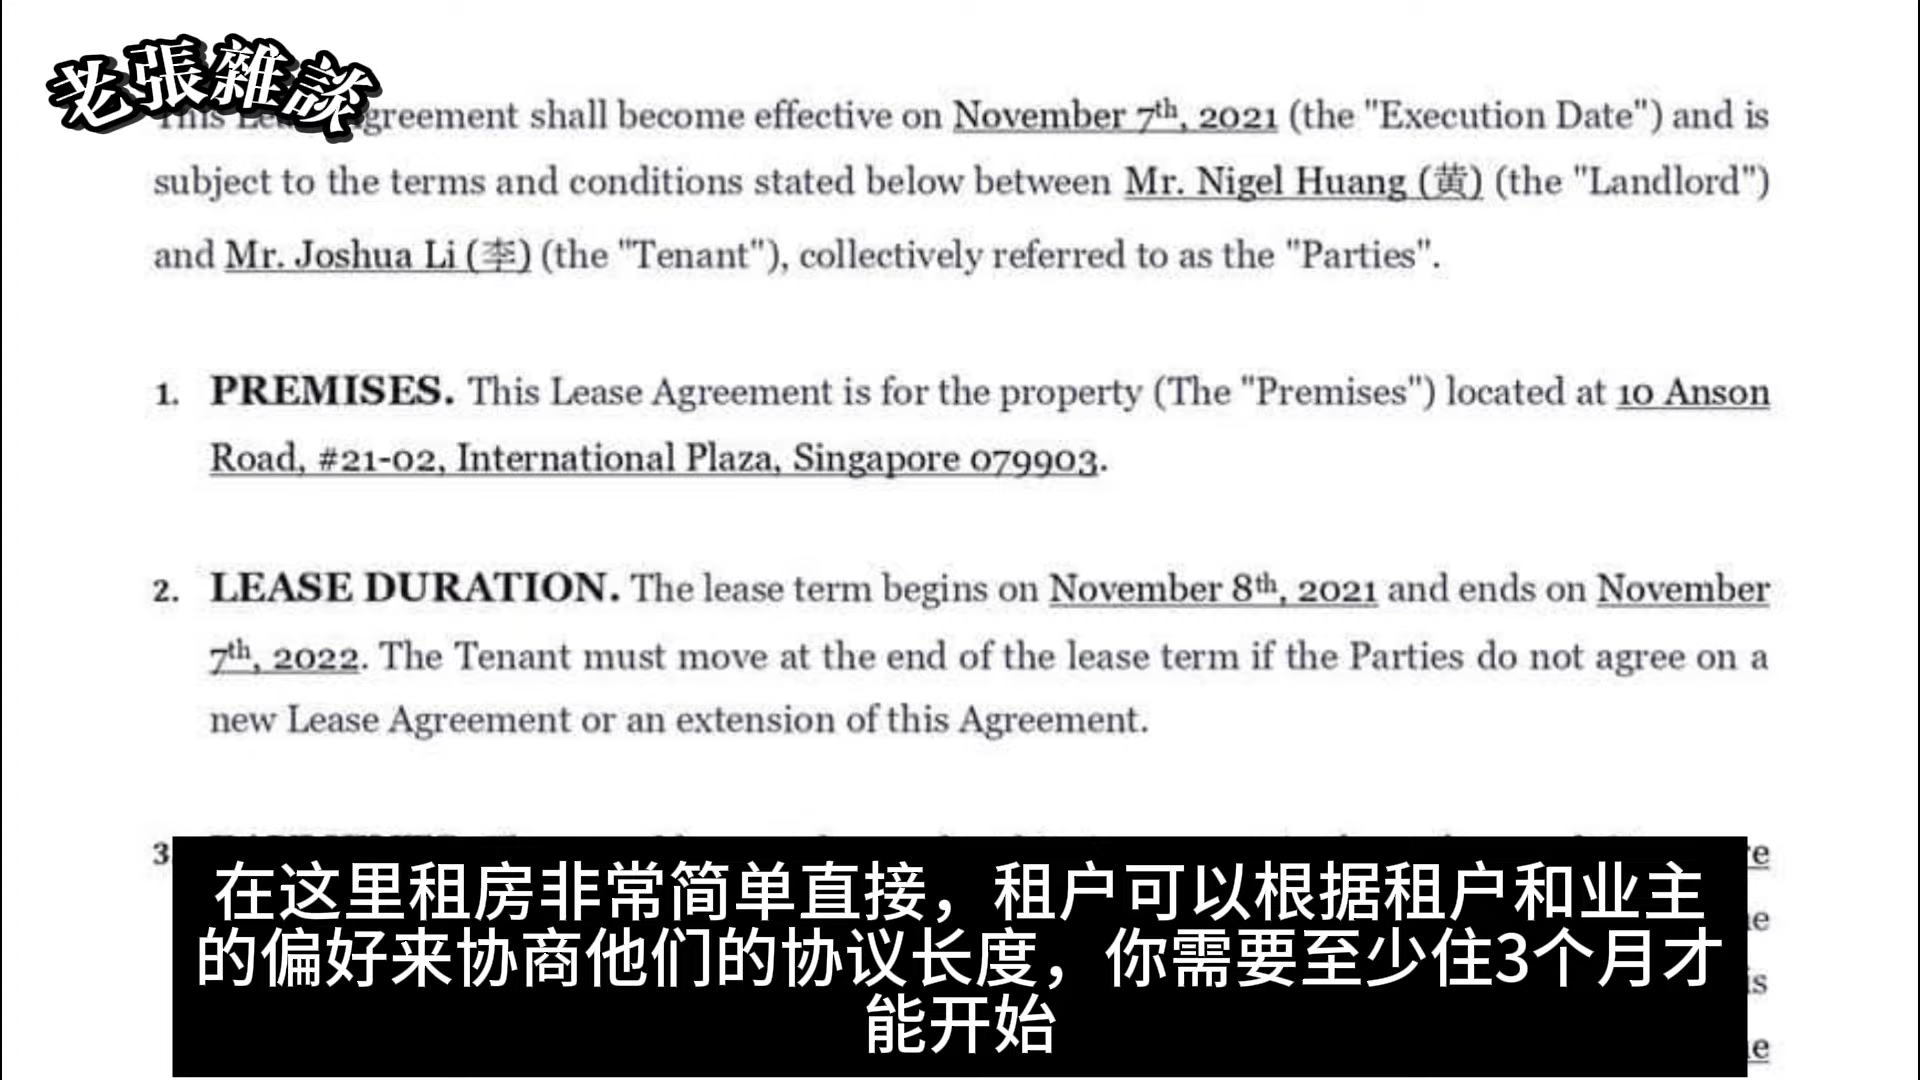 老張雜談
This Lease Agreement shall become effective on November 7th, 2021 (the "Execution Date") and is
subject to the terms and conditions stated below between Mr. Nigel Huang (黄) (the "Landlord")
and Mr. Joshua Li (李) (the "Tenant"), collectively referred to as the "Parties".
1. PREMISES. This Lease Agreement is for the property (The "Premises") located at 10 Anson
Road, #21-02, International Plaza, Singapore 079903.
2. LEASE DURATION. The lease term begins on November 8th, 2021 and ends on November
7th, 2022. The Tenant must move at the end of the lease term if the Parties do not agree on a
new Lease Agreement or an extension of this Agreement.
3
在这里租房非常简单直接，租户可以根据租户和业主
的偏好来协商他们的协议长度，你需要至少住3个月才
能开始